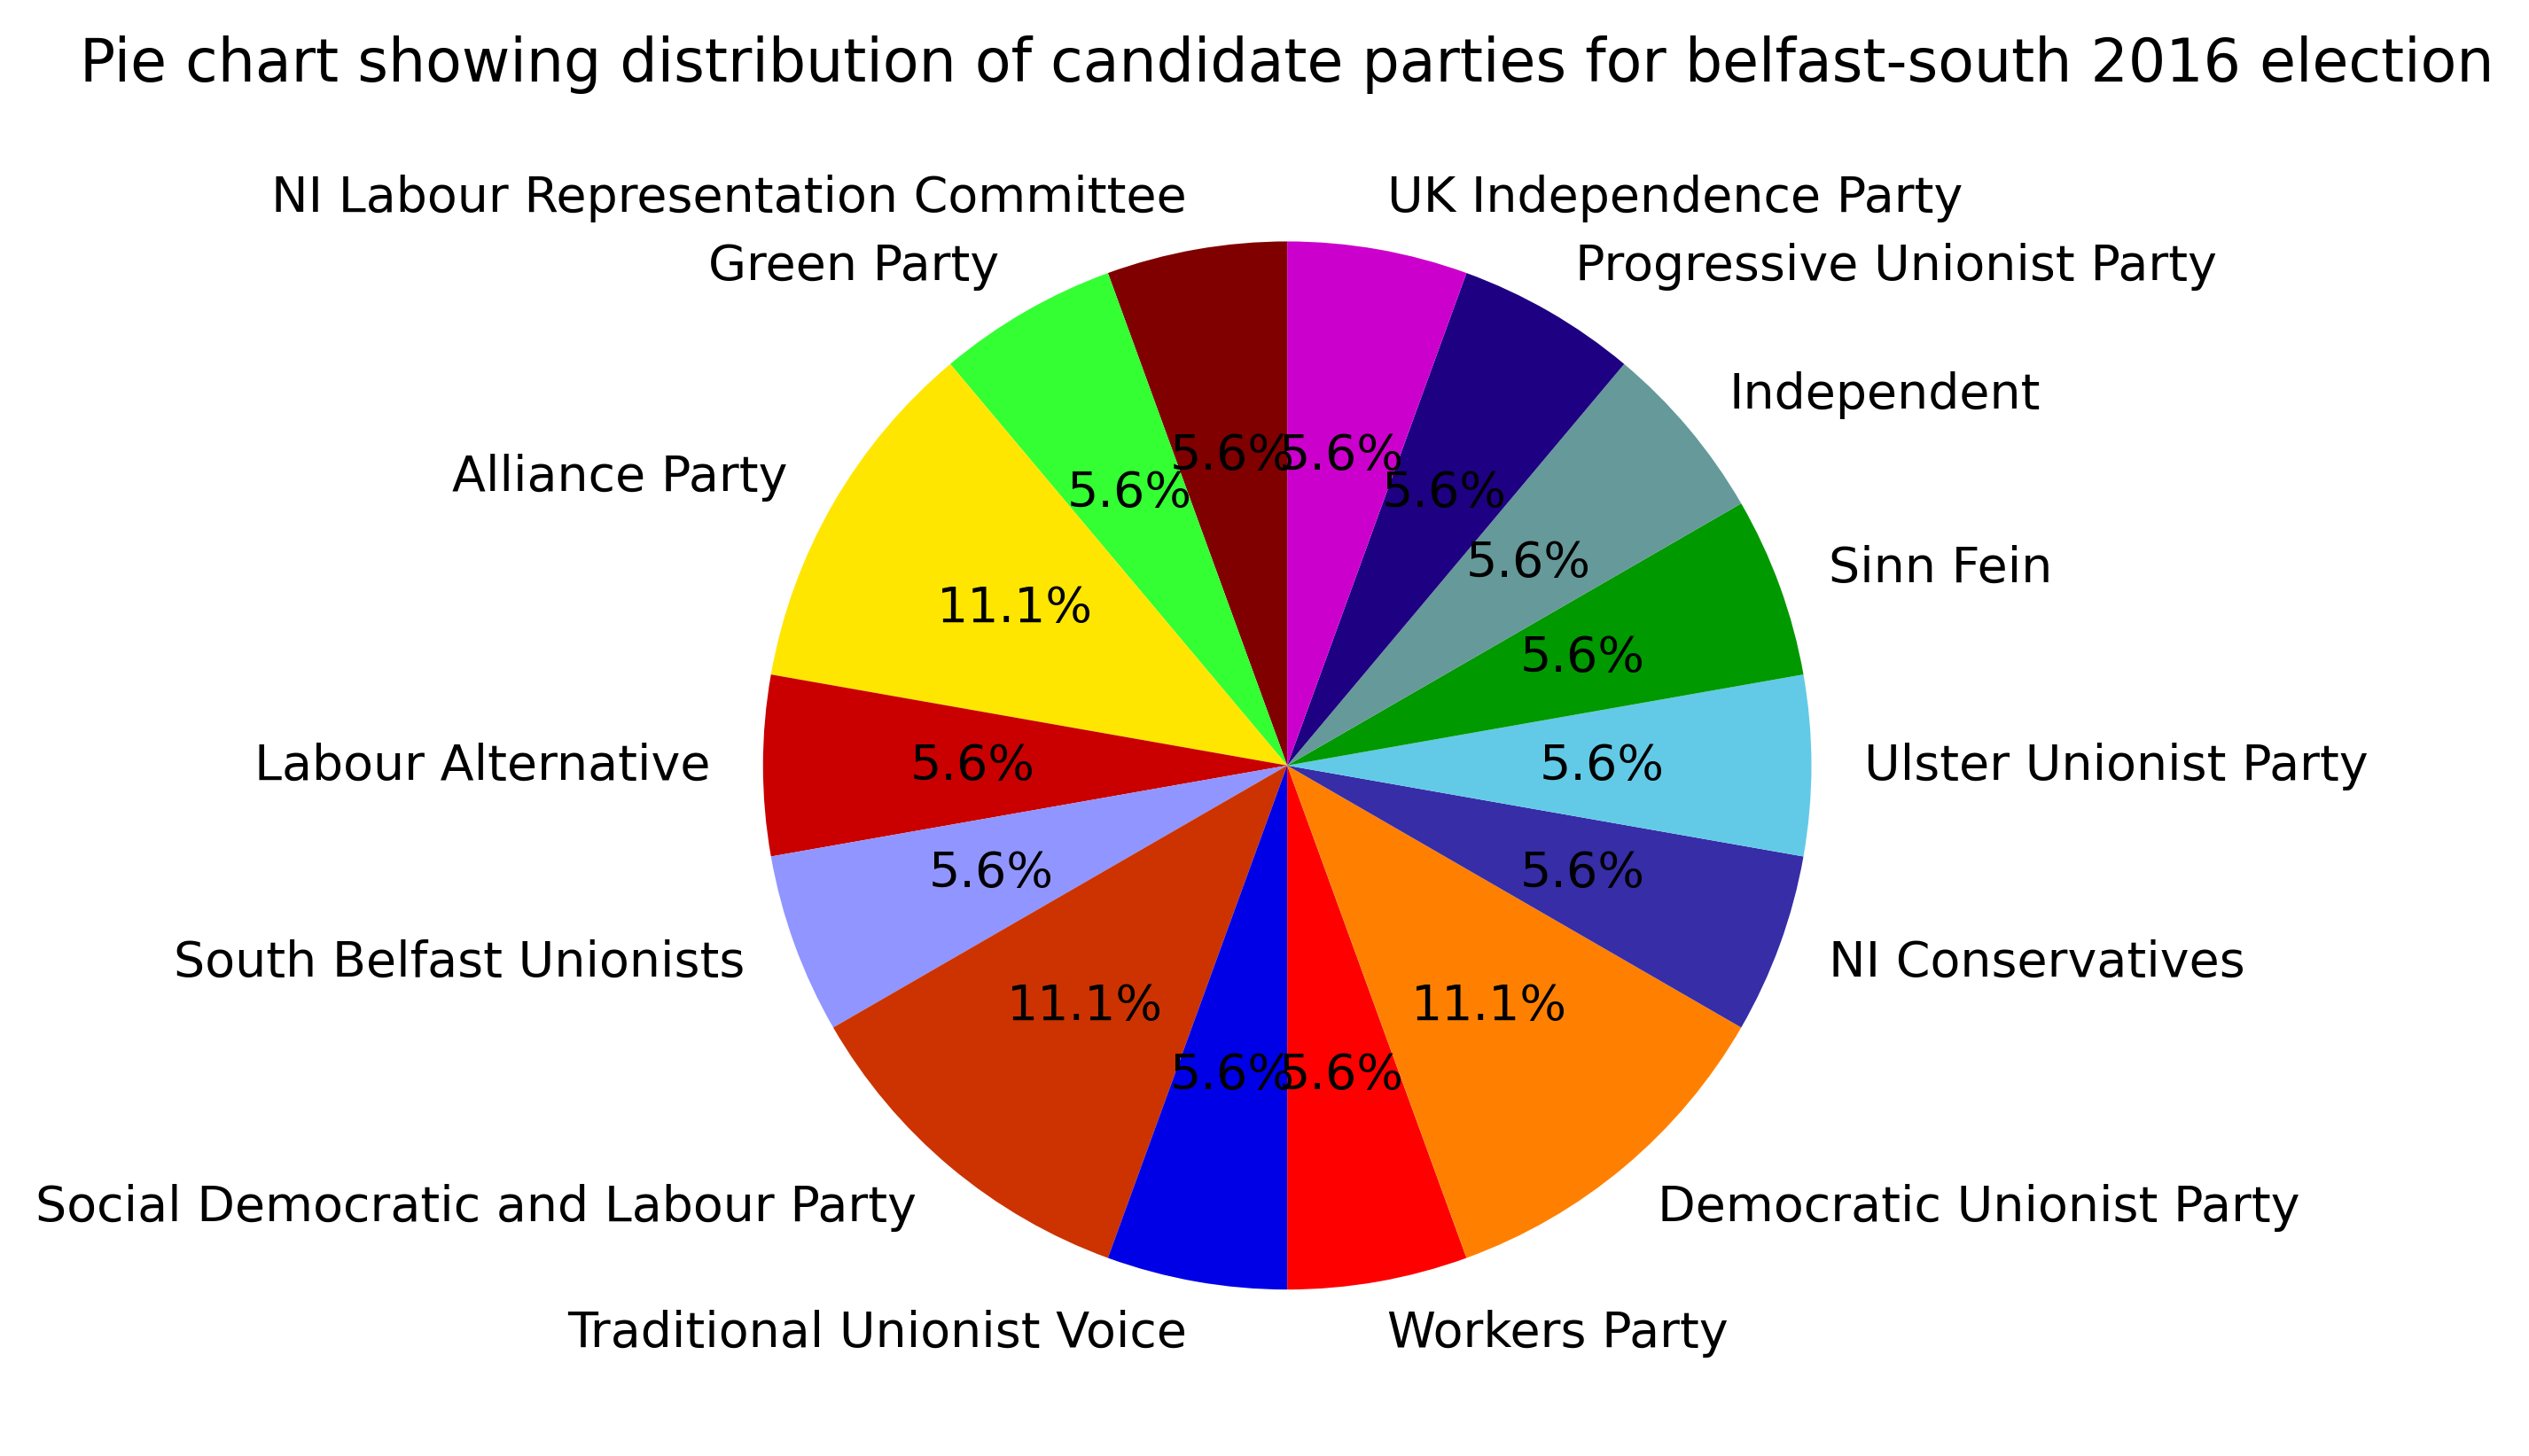 Pie chart showing distribution of candidate parties for belfast-south 2016 election
NI Labour Representation Committee
UK Independence Party
Green Party
Progressive Unionist Party
Independent
Alliance Party
Sinn Fein
Labour Alternative
Ulster Unionist Party
South Belfast Unionists
NI Conservatives
Social Democratic and Labour Party
Democratic Unionist Party
Traditional Unionist Voice
Workers Party
5.6%
5.6%
5.6%
5.6%
5.6%
11.1%
5.6%
5.6%
5.6%
5.6%
5.6%
11.1%
11.1%
5.6%
5.6%